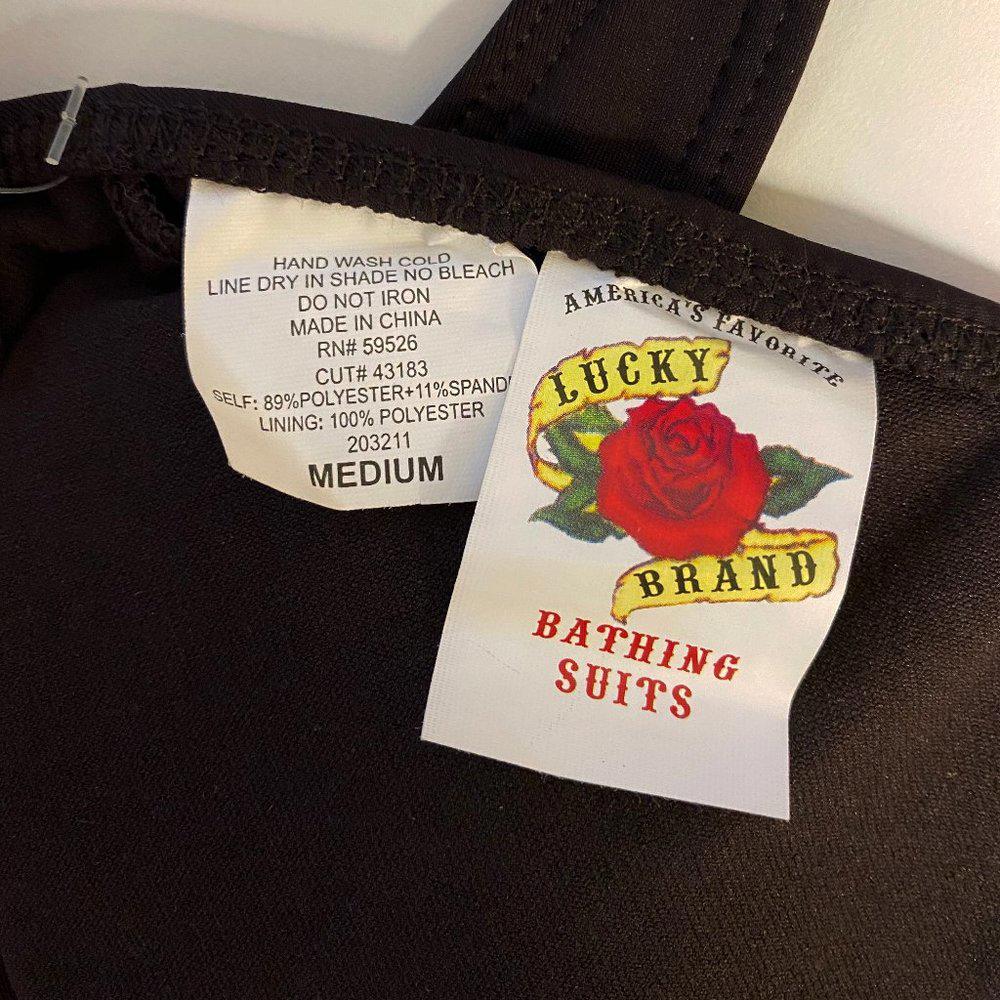 HAND WASH COLD
LINE DRY IN SHADE NO BLEACH
DO NOT IRON
MADE IN CHINA
RN# 59526
CUT# 43183
SELF: 89%POLYESTER+11%SPAND
LINING: 100% POLYESTER
203211
MEDIUM
AMERICA'S FAVORITE
LUCKY
BRAND
BATHING
SUITS